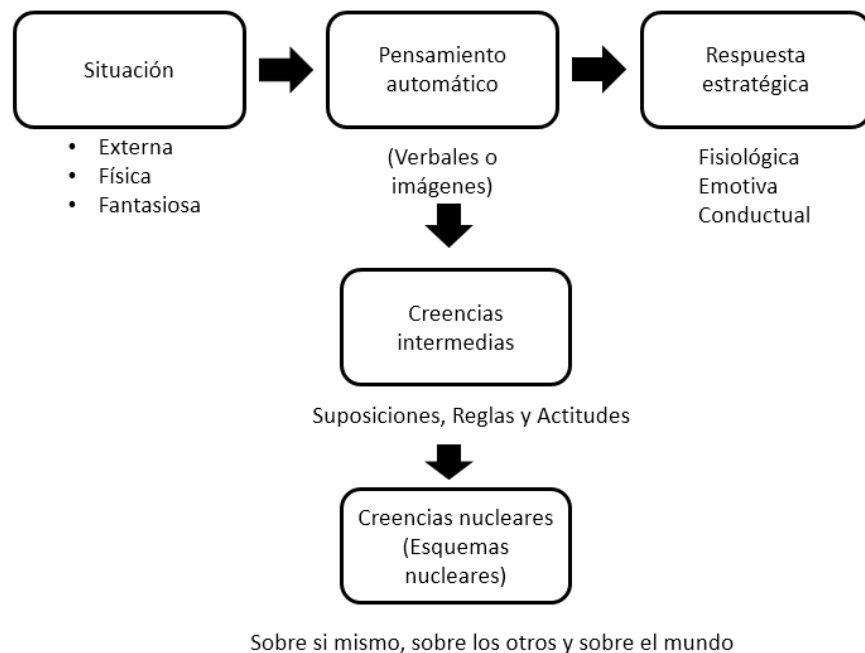 Situación
Pensamiento
automático
Respuesta
estratégica
• Externa
• Física
• Fantasiosa
(Verbales o
imágenes)
Fisiológica
Emotiva
Conductual
Creencias
intermedias
Suposiciones, Reglas y Actitudes
Creencias nucleares
(Esquemas
nucleares)
Sobre si mismo, sobre los otros y sobre el mundo